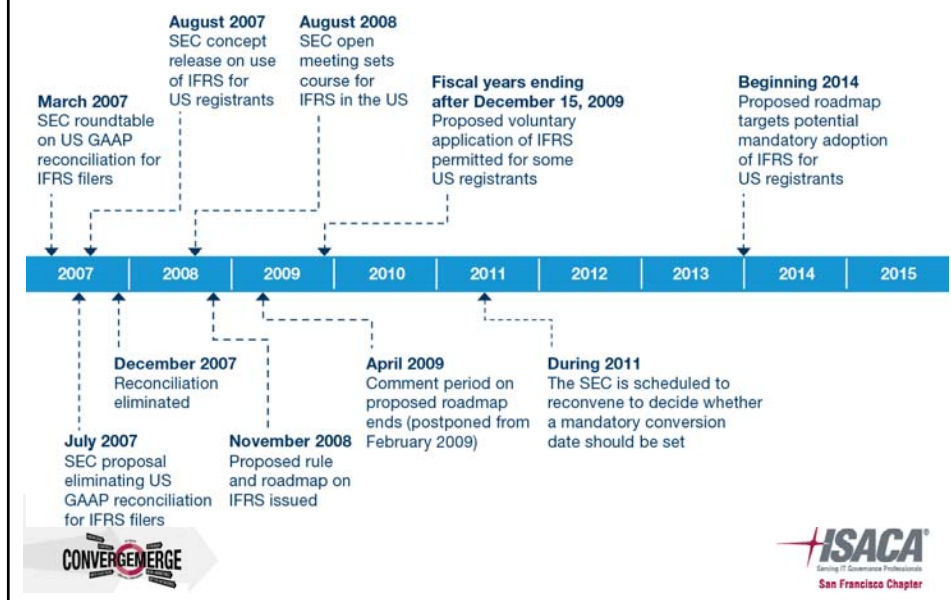 August 2007
SEC concept
release on use
of IFRS for
US registrants
August 2008
SEC open
meeting sets
course for
IFRS in the US
March 2007
SEC roundtable
on US GAAP
reconciliation for
IFRS filers
Fiscal years ending
after December 15, 2009
Proposed voluntary
application of IFRS
permitted for some
US registrants
Beginning 2014
Proposed roadmap
targets potential
mandatory adoption
of IFRS for
US registrants
2007 2008 2009 2010 2011 2012 2013 2014 2015
December 2007
Reconciliation
eliminated
July 2007
SEC proposal
eliminating US
GAAP reconciliation
for IFRS filers
November 2008
Proposed rule
and roadmap on
IFRS issued
April 2009
Comment period on
proposed roadmap
ends (postponed from
February 2009)
During 2011
The SEC is scheduled to
reconvene to decide whether
a mandatory conversion
date should be set
CONVERGEMERGE
ISACA®
Serving IT Governance Professionals
San Francisco Chapter